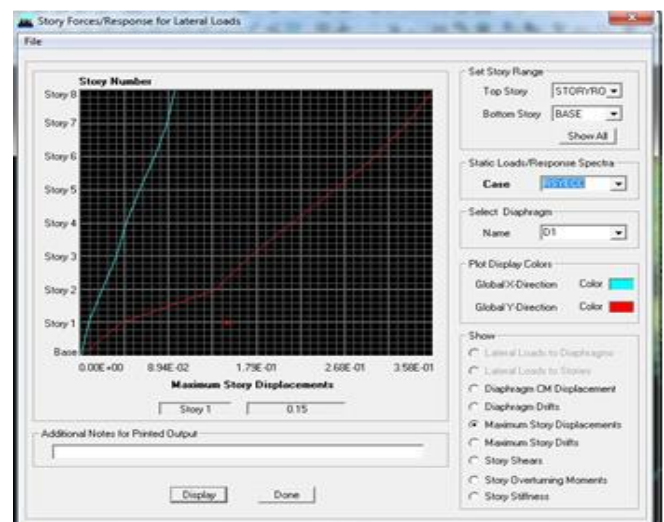 Story Forces/Response for Lateral Loads
File
Story Number
Story 8
Story 7
Story 6
Story 5
Story 4
Story 3
Story 2
Story 1
Base
0.00E+00 8.94E-02 1.79E-01 2.68E-01 3.58E-01
Maximum Story Displacements
Story 1 0.15
Additional Notes for Printed Output
Display Done
Set Story Range
Top Story STORYRO
Bottom Story BASE
Show All
Static Loads/Response Spectra
Case
Select Diaphragm
Name D1
Plot Display Colors
Global X-Direction Color
Global Y-Direction Color
Show
Lateral Loads to Diaphragms
Lateral Loads to Stories
Diaphragm CM Displacement
Diaphragm Drifts
Maximum Story Displacements
Maximum Story Drifts
Story Shears
Story Overturning Moments
Story Stiffness